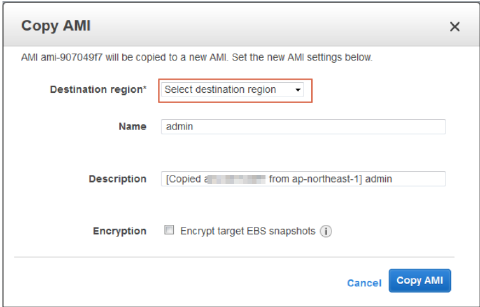 Copy AMI
×
AMI ami-907049f7 will be copied to a new AMI. Set the new AMI settings below.
Destination region* Select destination region
Name admin
Description [Copied from ap-northeast-1] admin
Encryption Encrypt target EBS snapshots i
Cancel Copy AMI